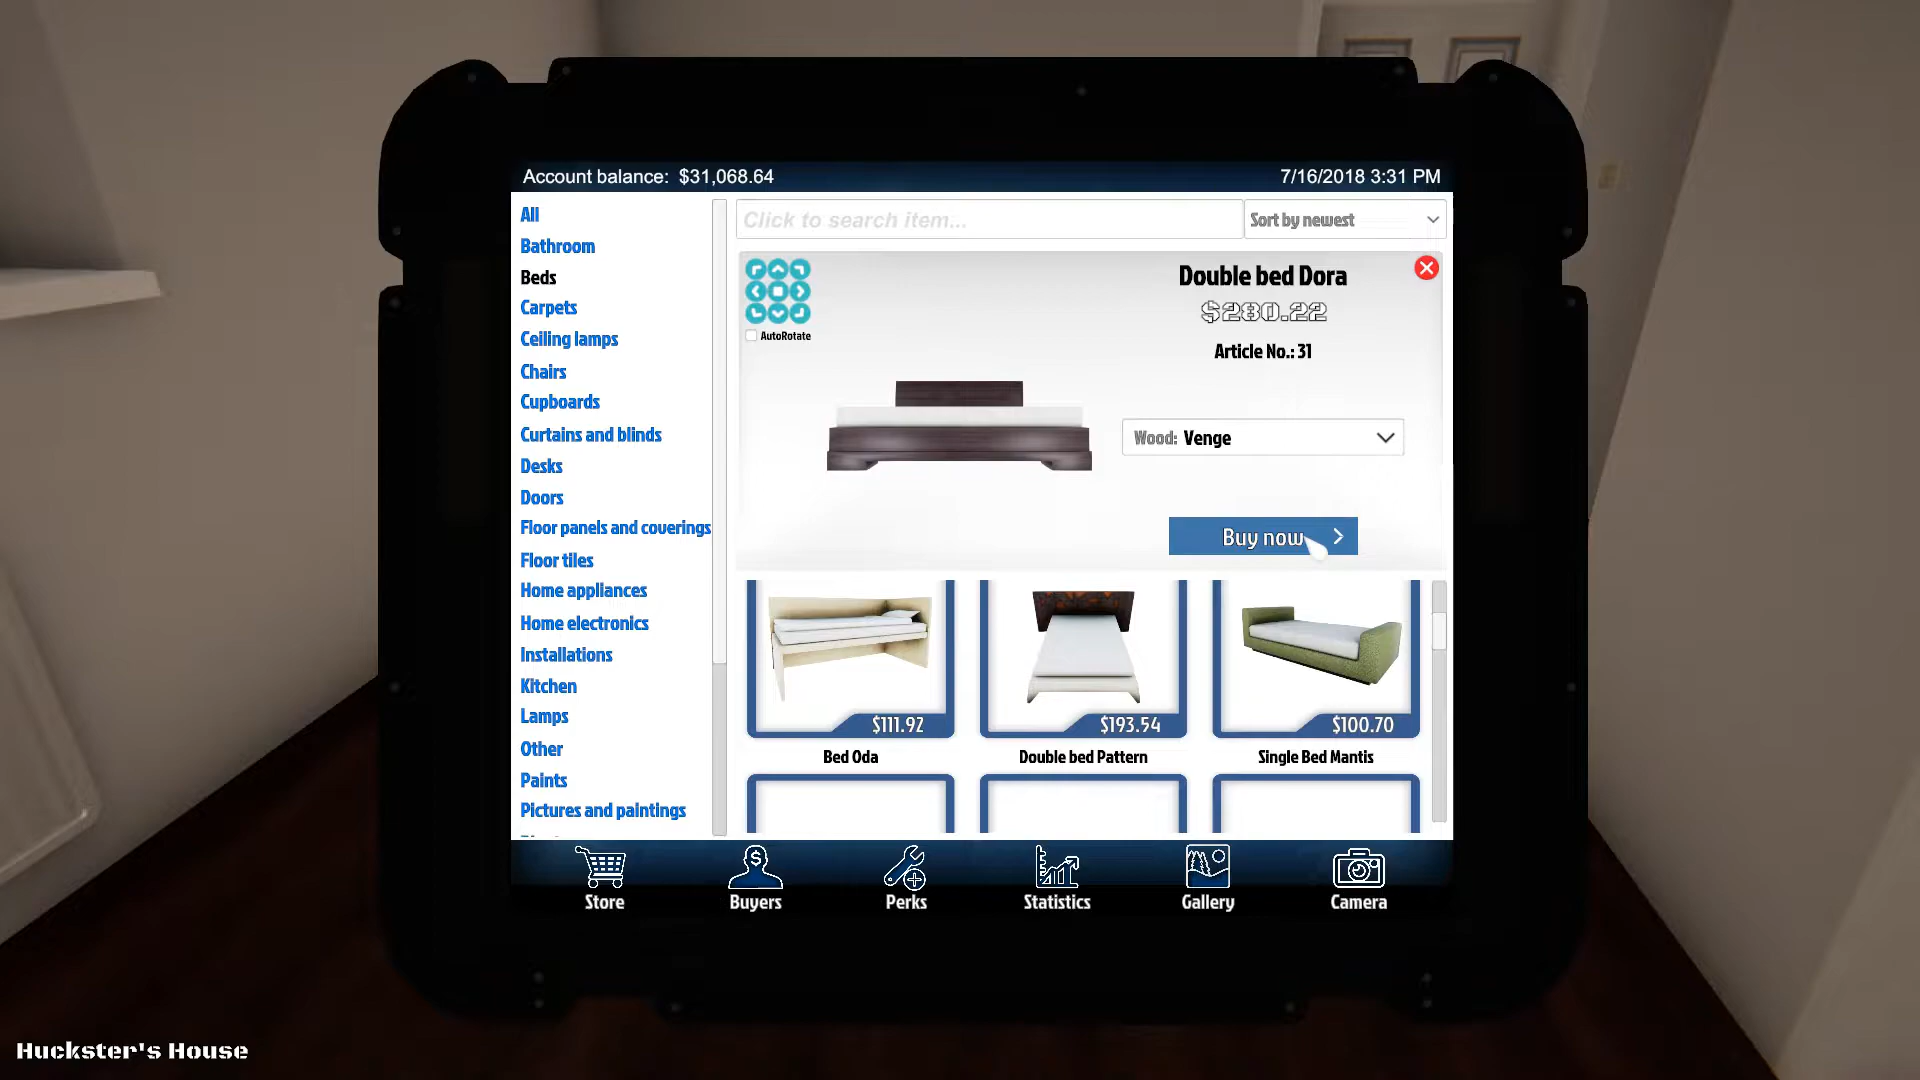 Account balance: $31,068.64
7/16/2018 3:31 PM
All
Bathroom
Beds
Carpets
Ceiling lamps
Chairs
Cupboards
Curtains and blinds
Desks
Doors
Floor panels and coverings
Floor tiles
Home appliances
Home electronics
Installations
Kitchen
Lamps
Other
Paints
Pictures and paintings
Click to search item...
Sort by newest
AutoRotate
Double bed Dora
$280.22
Article No.: 31
Wood: Venge
Buy now
$111.92
$193.54
$100.70
Bed Oda
Double bed Pattern
Single Bed Mantis
Store
Buyers
Perks
Statistics
Gallery
Camera
Huckster's House